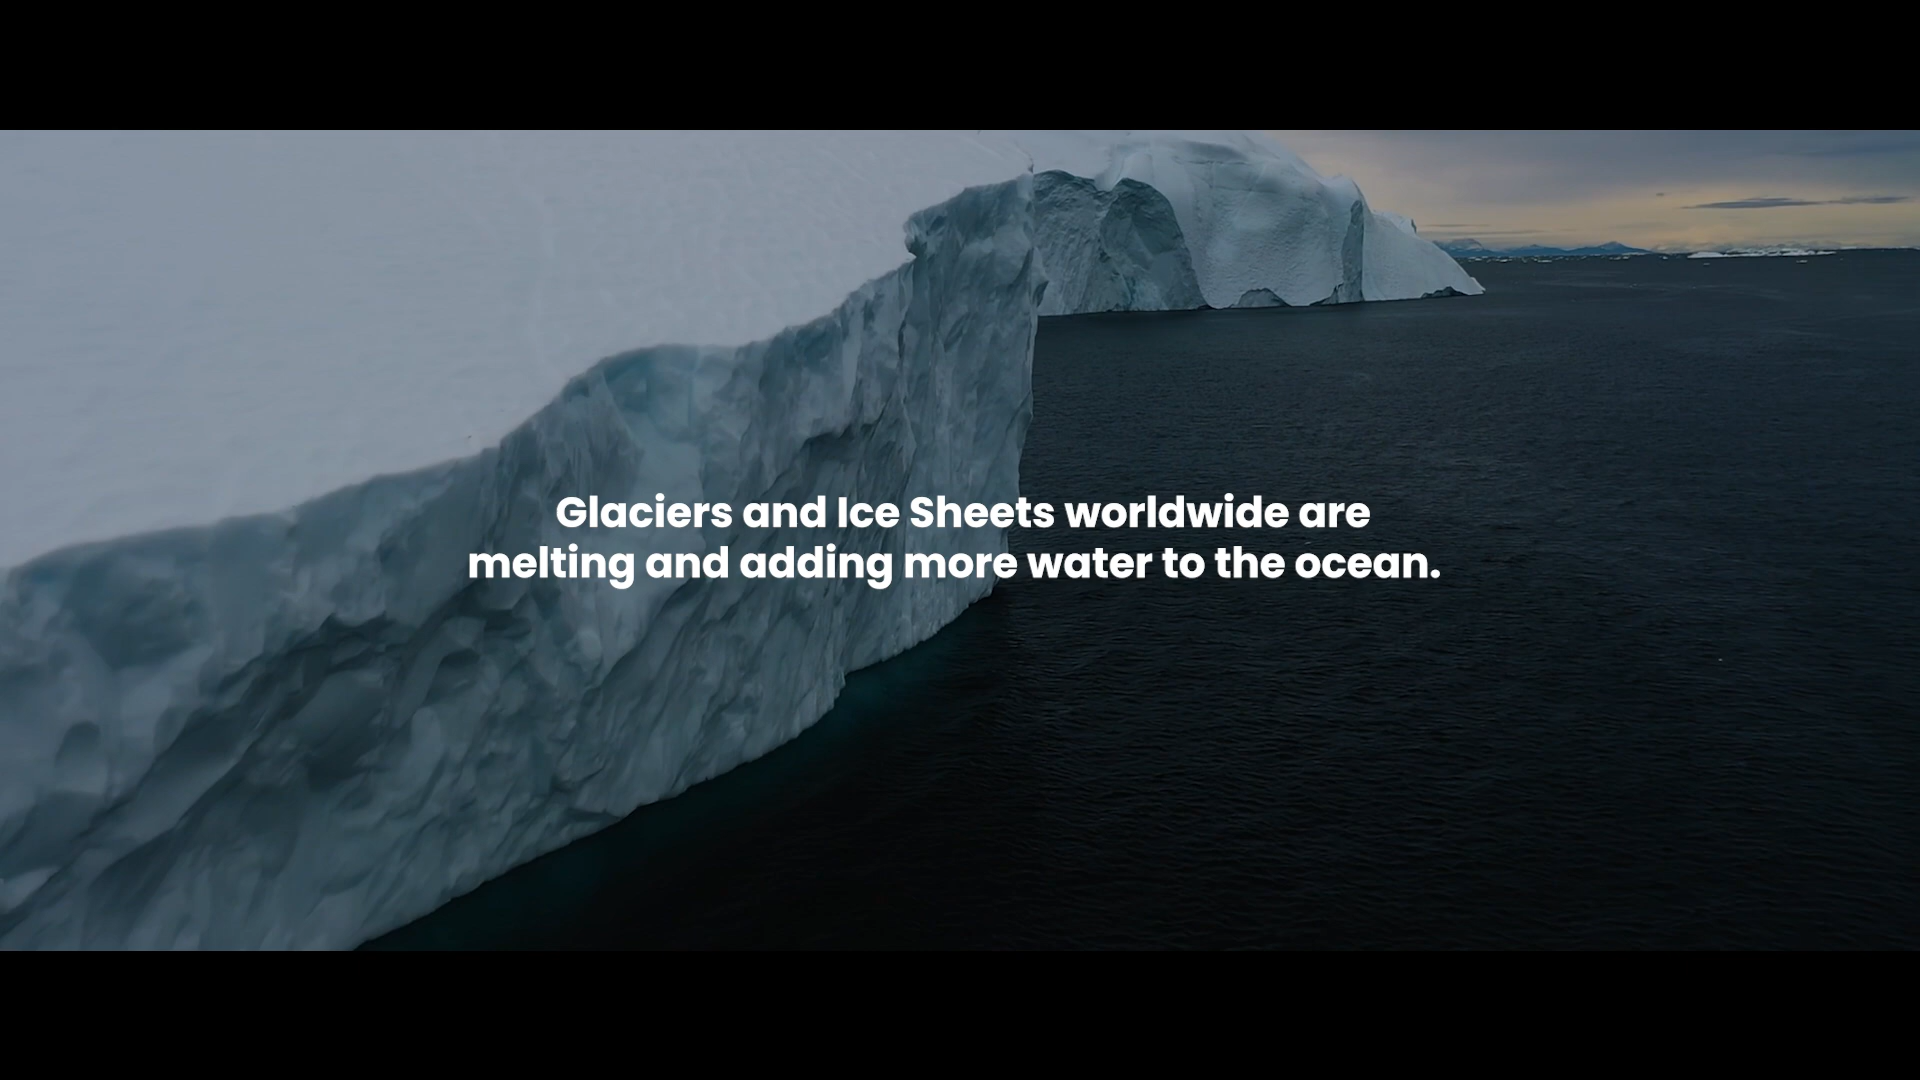 Glaciers and Ice Sheets worldwide are
melting and adding more water to the ocean.